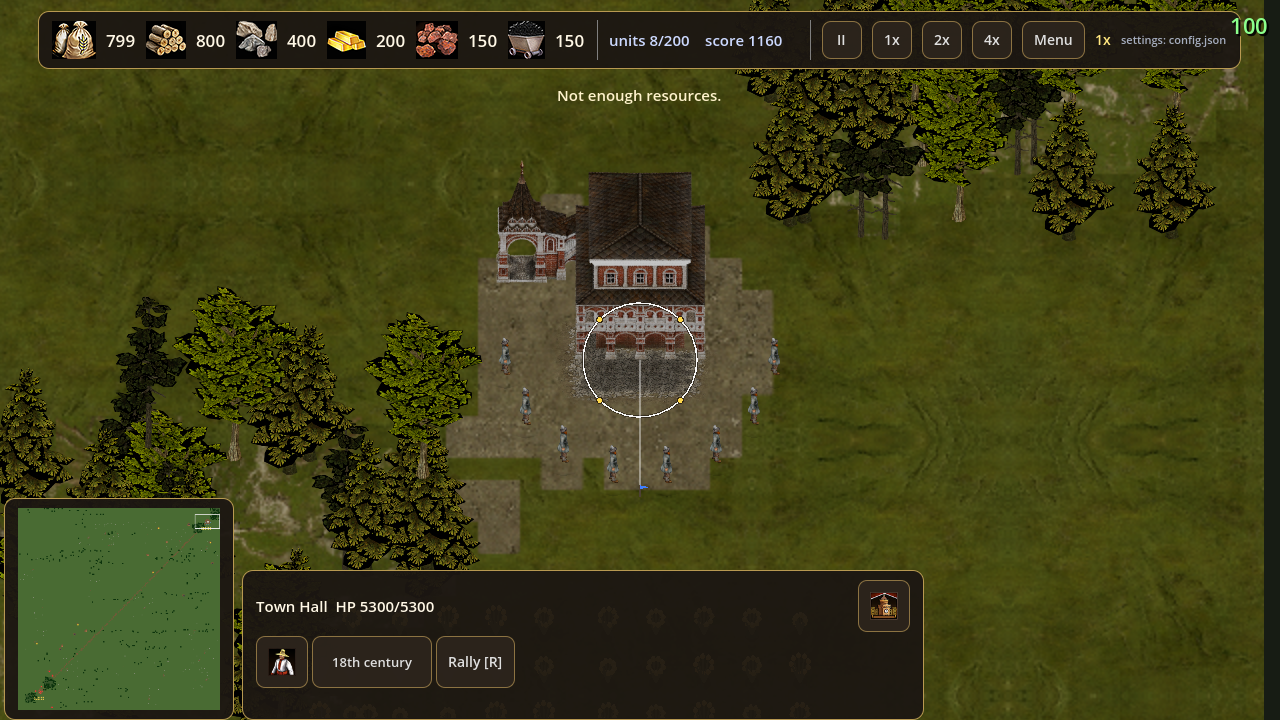 799 800 400 200 150 150 units 8/200 score 1160 II 1x 2x 4x Menu 1x settings: config.json 100
Not enough resources.
Town Hall HP 5300/5300
18th century Rally [R]